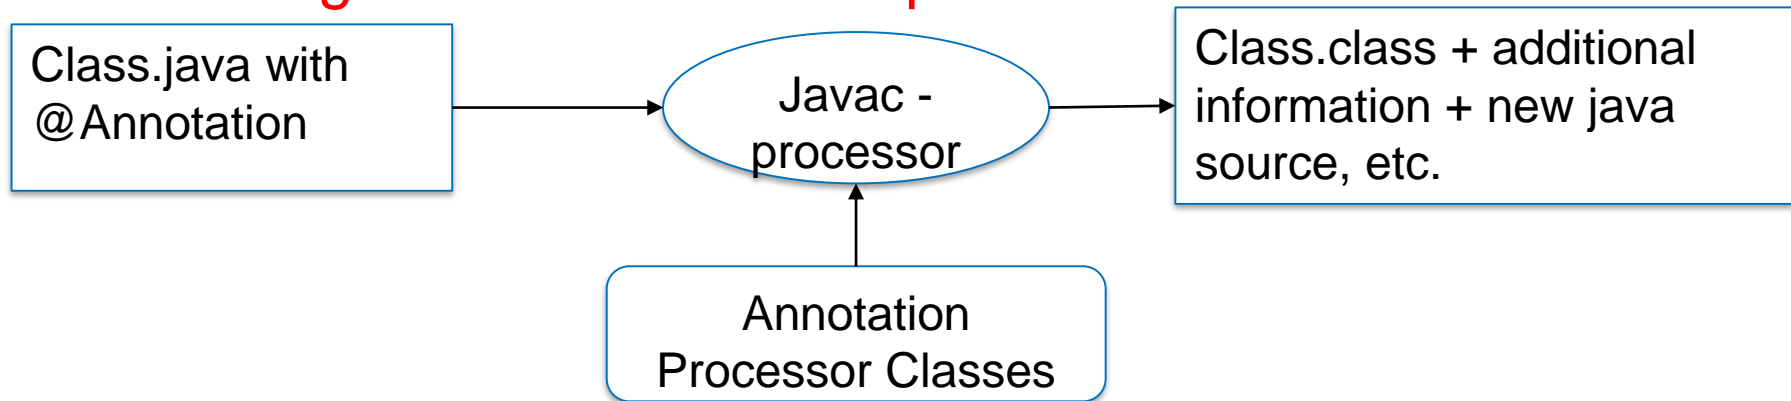 Class.java with
@Annotation
Javac -
processor
Class.class + additional
information + new java
source, etc.
Annotation
Processor Classes